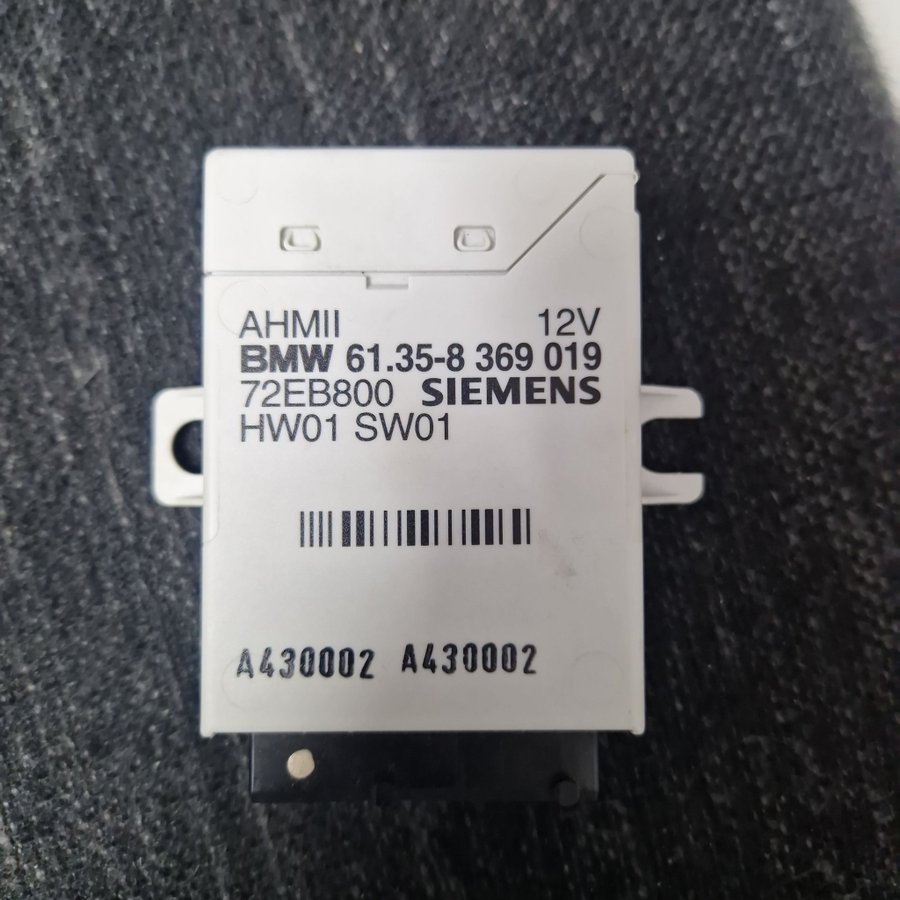 AHMII 12V
BMW 61.35-8 369 019
72EB800 SIEMENS
HW01 SW01
A430002 A430002